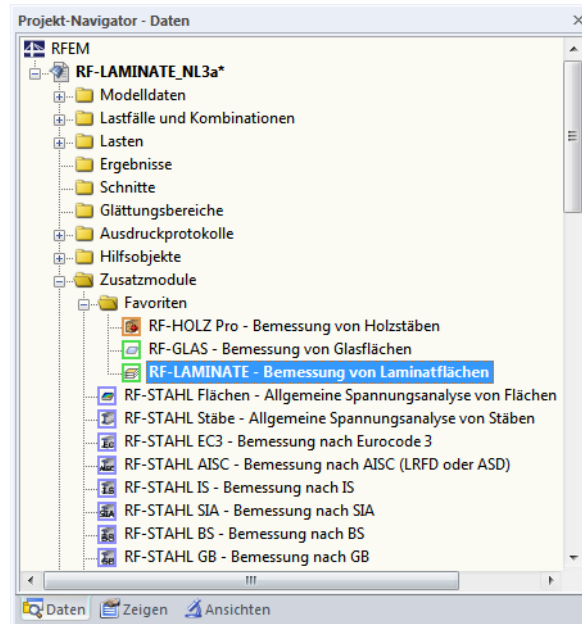 Projekt-Navigator - Daten
RFEM
RF-LAMINATE_NL3a*
Modelldaten
Lastfälle und Kombinationen
Lasten
Ergebnisse
Schnitte
Glättungsbereiche
Ausdruckprotokolle
Hilfsobjekte
Zusatzmodule
Favoriten
RF-HOLZ Pro - Bemessung von Holzstäben
RF-GLAS - Bemessung von Glasflächen
RF-LAMINATE - Bemessung von Laminatflächen
RF-STAHL Flächen - Allgemeine Spannungsanalyse von Flächen
RF-STAHL Stäbe - Allgemeine Spannungsanalyse von Stäben
RF-STAHL EC3 - Bemessung nach Eurocode 3
RF-STAHL AISC - Bemessung nach AISC (LRFD oder ASD)
RF-STAHL IS - Bemessung nach IS
RF-STAHL SIA - Bemessung nach SIA
RF-STAHL BS - Bemessung nach BS
RF-STAHL GB - Bemessung nach GB
Daten Zeigen Ansichten